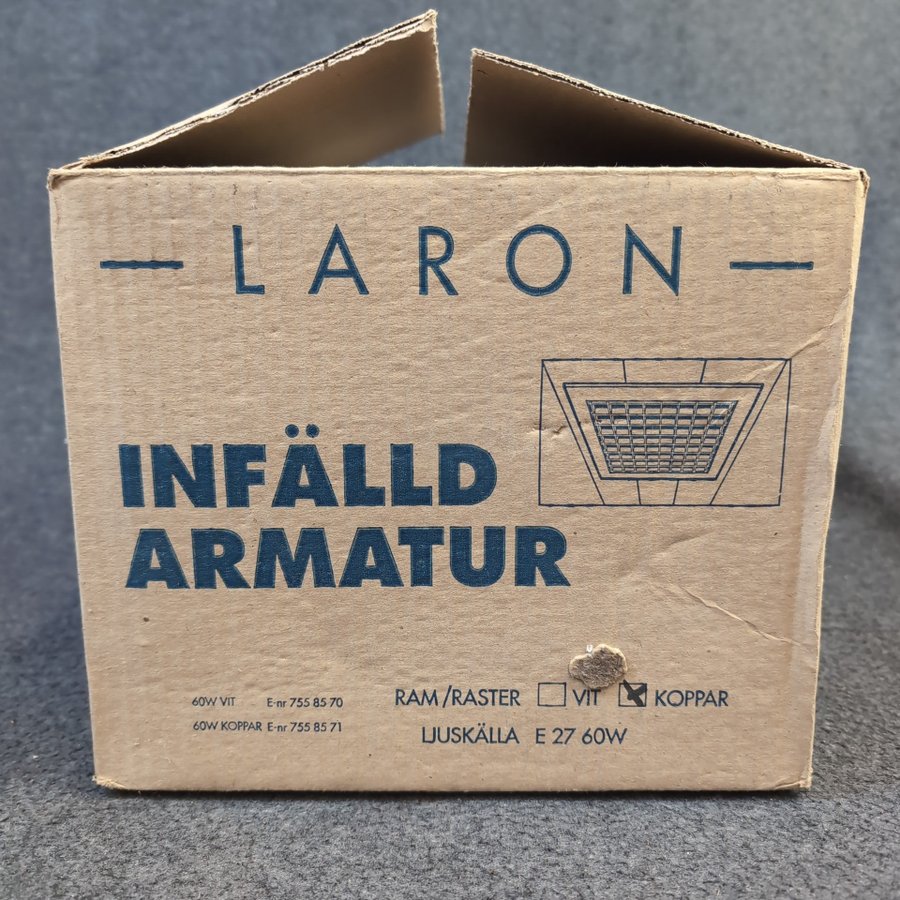 — LARON —
INFÄLLD
ARMATUR
60W VIT E-nr 755 85 70
60W KOPPAR E-nr 755 85 71
RAM/RASTER ☐ VIT ☒ KOPPAR
LJUSKÄLLA E 27 60W